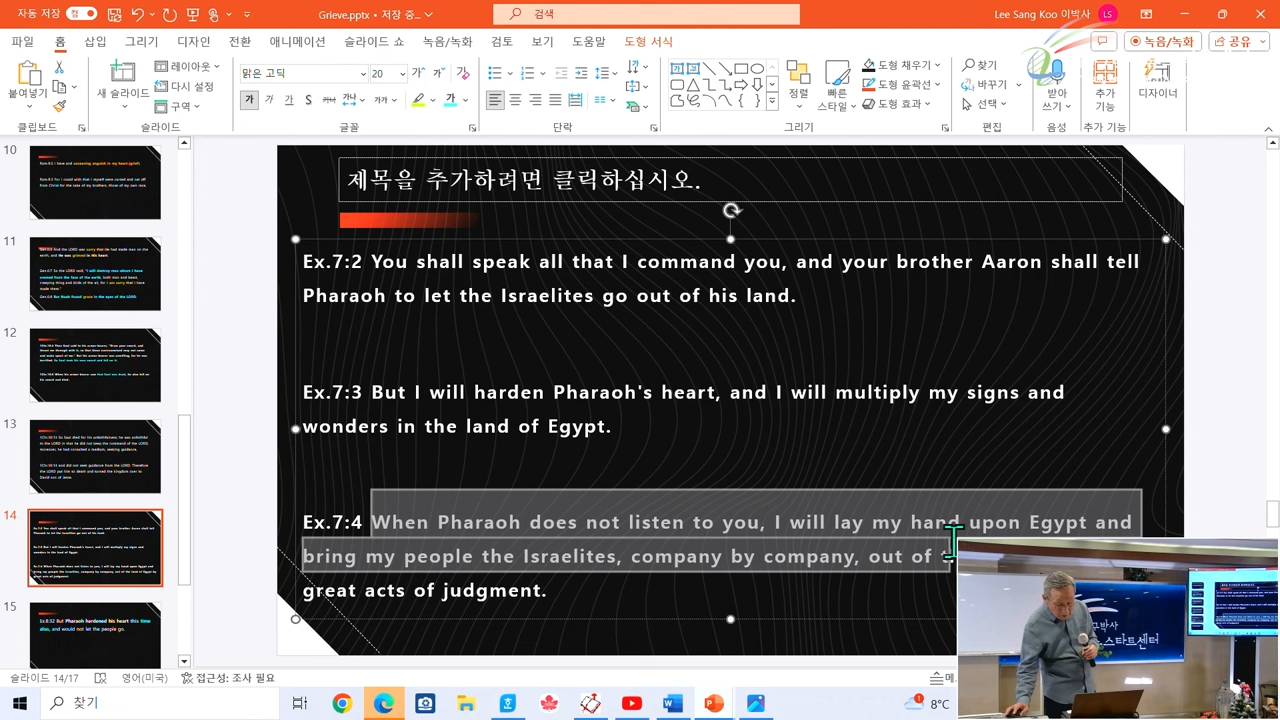 자동 저장
Grieve.pptx • 저장 중...
검색
Lee Sang Koo 이박사
LS
파일 홈 삽입 그리기 디자인 전환 애니메이션 슬라이드 쇼 녹음/녹화 검토 보기 도움말 도형 서식
녹음/녹화 공유
붙여넣기
새 슬라이드
레이아웃
다시 설정
구역
맑은 고딕 20
정렬
빠른 스타일
도형 채우기
도형 윤곽선
도형 효과
찾기
바꾸기
선택
받아쓰기
추가 기능
디자이너
클립보드 슬라이드 글꼴 단락 그리기 편집 음성 추가 기능
10
11
12
13
14
15
Ex.8:32 But Pharaoh hardened his heart this time
also, and would not let the people go.
제목을 추가하려면 클릭하십시오.
Ex.7:2 You shall speak all that I command you, and your brother Aaron shall tell
Pharaoh to let the Israelites go out of his land.
Ex.7:3 But I will harden Pharaoh's heart, and I will multiply my signs and
wonders in the land of Egypt.
Ex.7:4 When Pharaoh does not listen to you, I will lay my hand upon Egypt and
bring my people the Israelites, company by company, out of
great acts of judgment.
스타트센터
슬라이드 14/17 영어(미국) 접근성: 조사 필요
찾기
8°C